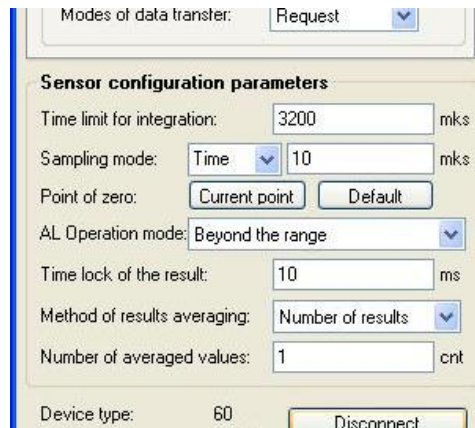 Modes of data transfer: Request
Sensor configuration parameters
Time limit for integration: 3200 mks
Sampling mode: Time 10 mks
Point of zero: Current point Default
AL Operation mode: Beyond the range
Time lock of the result: 10 ms
Method of results averaging: Number of results
Number of averaged values: 1 cnt
Device type: 60 Disconnect